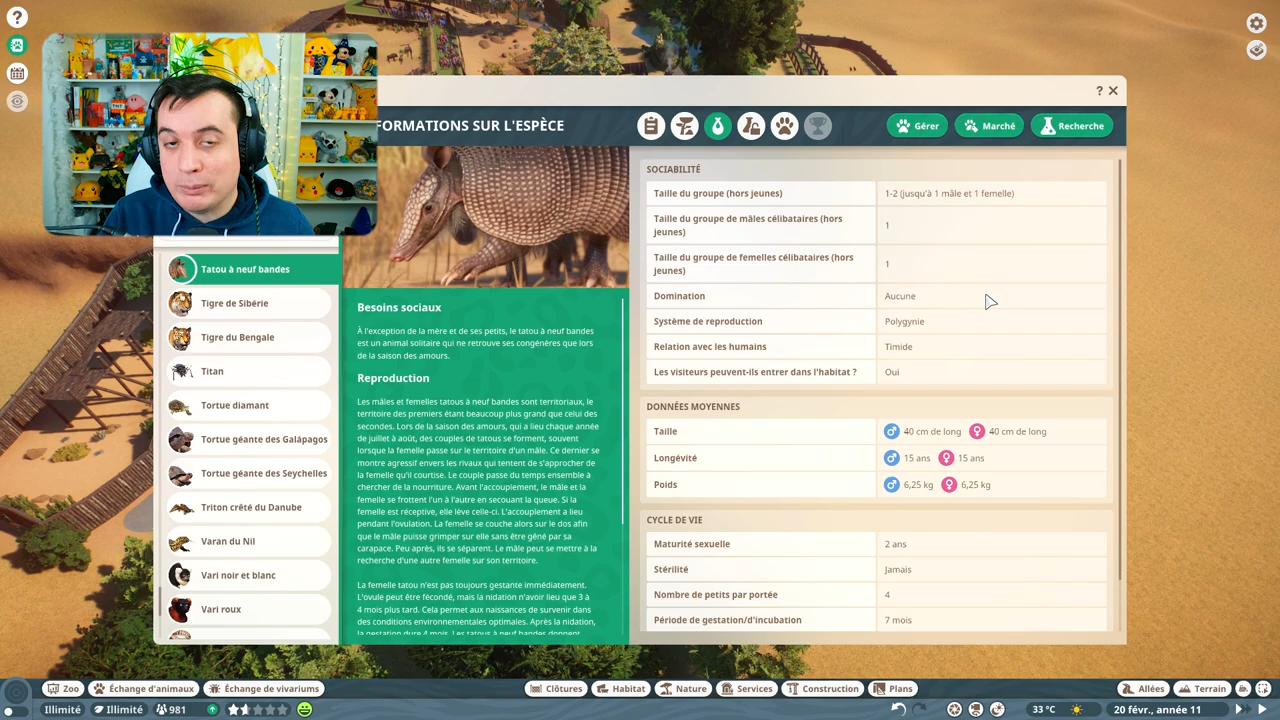 ?
TNT
? ×
FORMATIONS SUR L'ESPÈCE
Gérer
Marché
Recherche
Tatou à neuf bandes
Tigre de Sibérie
Tigre du Bengale
Titan
Tortue diamant
Tortue géante des Galápagos
Tortue géante des Seychelles
Triton crêté du Danube
Varan du Nil
Vari noir et blanc
Vari roux
Besoins sociaux
À l'exception de la mère et de ses petits, le tatou à neuf bandes
est un animal solitaire qui ne retrouve ses congénères que lors
de la saison des amours.
Reproduction
Les mâles et femelles tatous à neuf bandes sont territoriaux, le
territoire des premiers étant beaucoup plus grand que celui des
secondes. Lors de la saison des amours, qui a lieu chaque année
de juillet à août, des couples de tatous se forment, souvent
lorsque la femelle passe sur le territoire d'un mâle. Ce dernier se
montre agressif envers les rivaux qui tentent de s'approcher de
la femelle qu'il courtise. Le couple passe du temps ensemble à
chercher de la nourriture. Avant l'accouplement, le mâle et la
femelle se frottent l'un à l'autre en secouant la queue. Si la
femelle est réceptive, elle lève celle-ci. L'accouplement a lieu
pendant l'ovulation. La femelle se couche alors sur le dos afin
que le mâle puisse grimper sur elle sans être gêné par sa
carapace. Peu après, ils se séparent. Le mâle peut se mettre à la
recherche d'une autre femelle sur son territoire.
La femelle tatou n'est pas toujours gestante immédiatement.
L'ovule peut être fécondé, mais la nidation n'avoir lieu que 3 à
4 mois plus tard. Cela permet aux naissances de survenir dans
des conditions environnementales optimales. Après la nidation,
la gestation dure 4 mois. Les tatous à neuf bandes donnent
SOCIABILITÉ
Taille du groupe (hors jeunes) 1-2 (jusqu'à 1 mâle et 1 femelle)
Taille du groupe de mâles célibataires (hors
jeunes) 1
Taille du groupe de femelles célibataires (hors
jeunes) 1
Domination Aucune
Système de reproduction Polygynie
Relation avec les humains Timide
Les visiteurs peuvent-ils entrer dans l'habitat ? Oui
DONNÉES MOYENNES
Taille ♂ 40 cm de long ♀ 40 cm de long
Longévité ♂ 15 ans ♀ 15 ans
Poids ♂ 6,25 kg ♀ 6,25 kg
CYCLE DE VIE
Maturité sexuelle 2 ans
Stérilité Jamais
Nombre de petits par portée 4
Période de gestation/d'incubation 7 mois
Zoo
Échange d'animaux
Échange de vivariums
Clôtures
Habitat
Nature
Services
Construction
Plans
Allées
Terrain
Illimité
Illimité
981
33 °C
20 févr., année 11